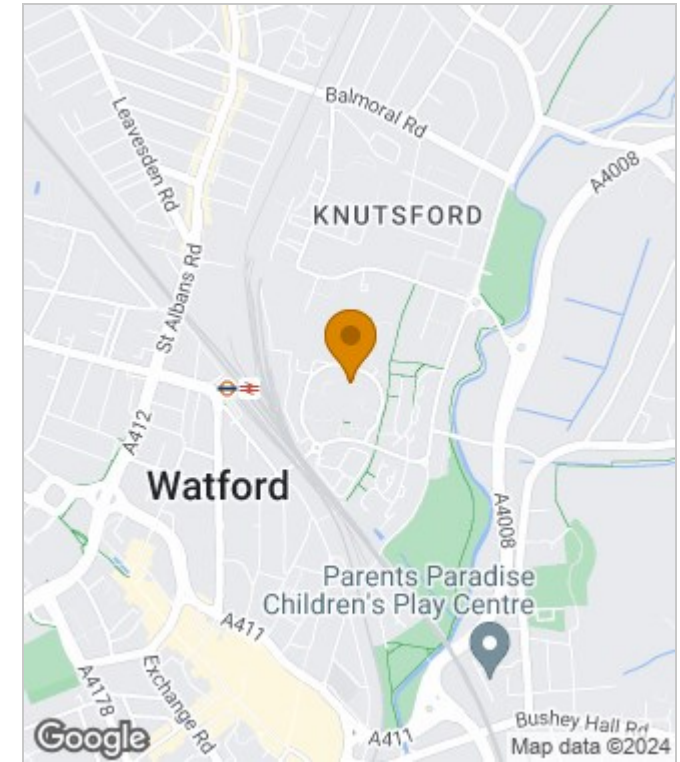 Balmoral Rd
Leavesden Rd
A4008
KNUTSFORD
St Albans Rd
A412
Watford
A4008
Parents Paradise
Children's Play Centre
A411
A4178
Exchange Rd
Bushey Hall Rd
A411
Google
Map data ©2024